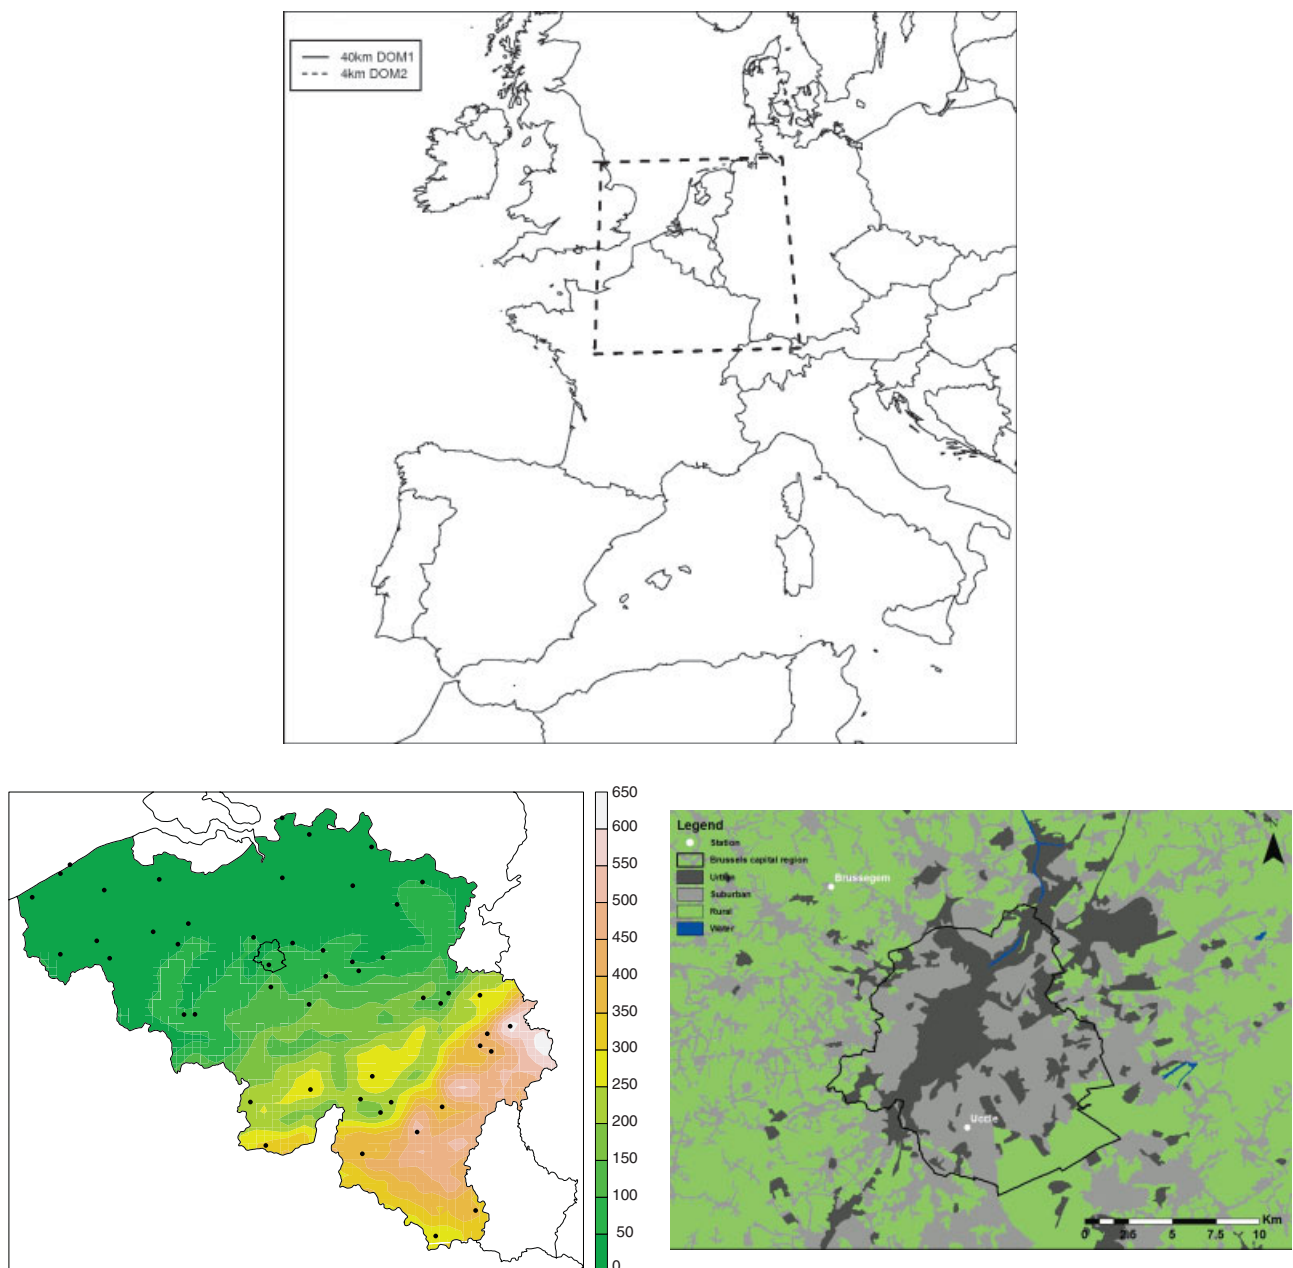 40km DOM1
4km DOM2
650
600
550
500
450
400
350
300
250
200
150
100
50
0
Legend
Station
Brussels capital region
Urban
Suburban
Rural
Water
Brussegem
Uccle
Km
0 2.5 5 7.5 10